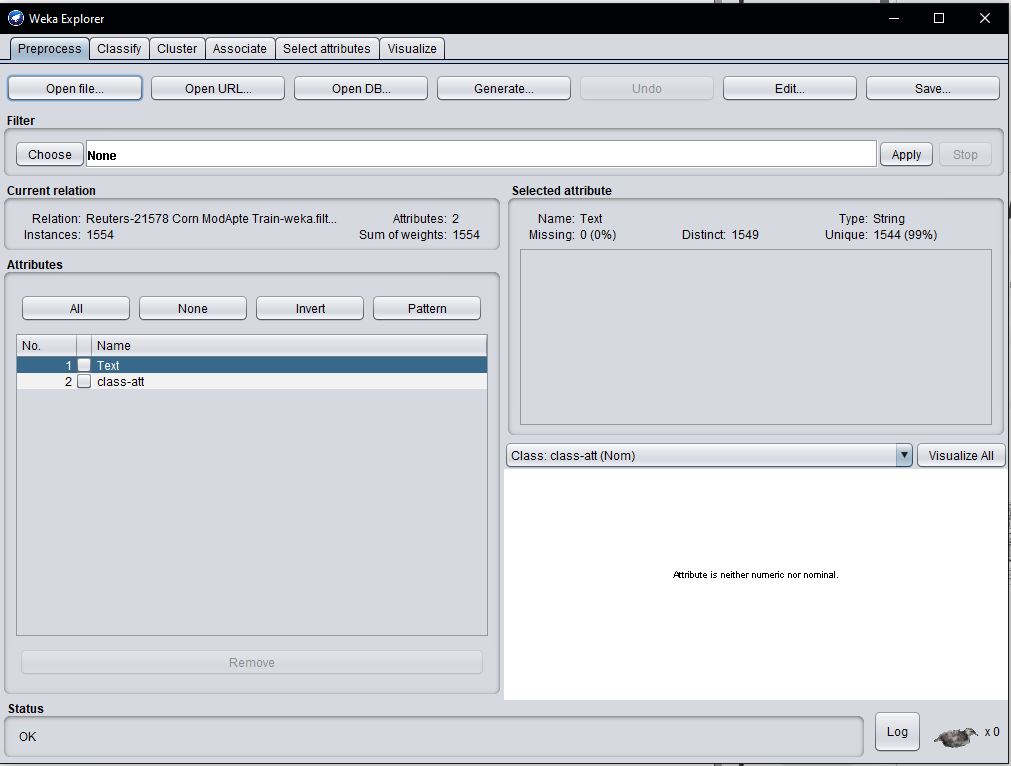 Weka Explorer
Preprocess Classify Cluster Associate Select attributes Visualize
Open file... Open URL... Open DB... Generate... Undo Edit... Save...
Filter
Choose None Apply Stop
Current relation
Relation: Reuters-21578 Corn ModApte Train-weka.filt... Attributes: 2
Instances: 1554 Sum of weights: 1554
Selected attribute
Name: Text Type: String
Missing: 0 (0%) Distinct: 1549 Unique: 1544 (99%)
Attributes
All None Invert Pattern
No. Name
1 Text
2 class-att
Remove
Class: class-att (Nom) Visualize All
Attribute is neither numeric nor nominal.
Status
OK
Log x 0